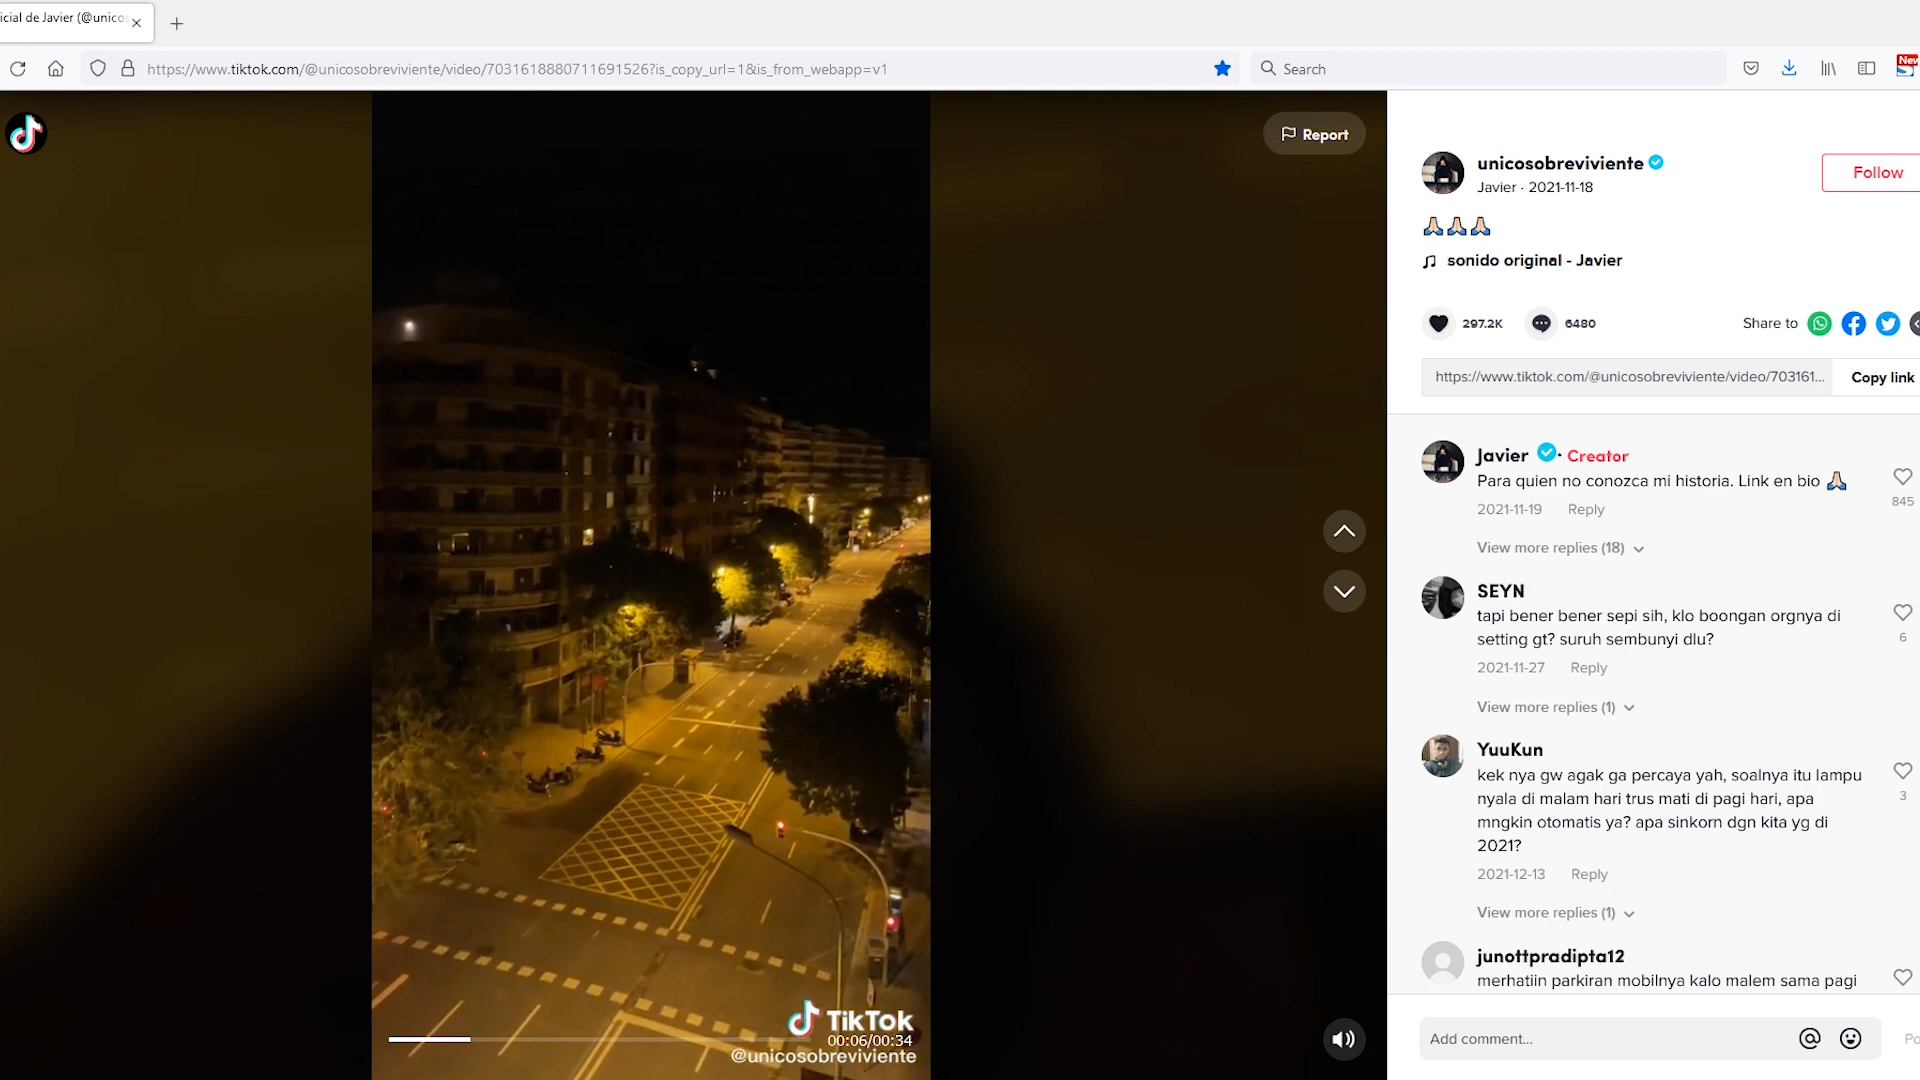 icial de Javier (@unicos
https://www.tiktok.com/@unicosobreviviente/video/7031618880711691526?is_copy_url=1&is_from_webapp=v1
Search
New
Report
TikTok
00:06/00:34
@unicosobreviviente
unicosobreviviente
Javier · 2021-11-18
Follow
🙏🏻🙏🏻🙏🏻
sonido original - Javier
297.2K
6480
Share to
https://www.tiktok.com/@unicosobreviviente/video/703161...
Copy link
Javier · Creator
Para quien no conozca mi historia. Link en bio 🙏🏻
845
2021-11-19 Reply
View more replies (18)
SEYN
tapi bener bener sepi sih, klo boongan orgnya di
setting gt? suruh sembunyi dlu?
6
2021-11-27 Reply
View more replies (1)
YuuKun
kek nya gw agak ga percaya yah, soalnya itu lampu
nyala di malam hari trus mati di pagi hari, apa
mngkin otomatis ya? apa sinkorn dgn kita yg di
2021?
3
2021-12-13 Reply
View more replies (1)
junottpradipta12
merhatiin parkiran mobilnya kalo malem sama pagi
Add comment...
Po